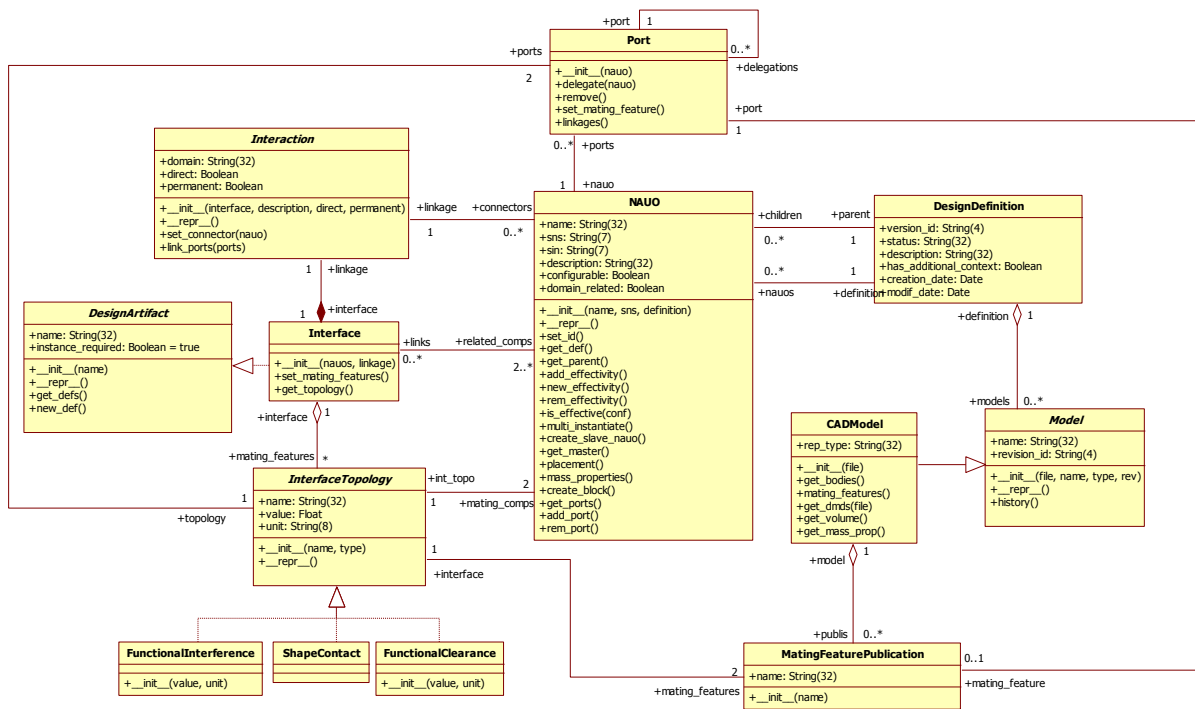 +port
1
Port
0..*
+delegations
+__init__(nauo)
+delegate(nauo)
+remove()
+set_mating_feature()
+linkages()
+ports
2
+port
1
0..*
+ports
1
+nauo
Interaction
+domain: String(32)
+direct: Boolean
+permanent: Boolean
+__init__(interface, description, direct, permanent)
+__repr__()
+set_connector(nauo)
+link_ports(ports)
+linkage
+connectors
1
0..*
NAUO
+name: String(32)
+sns: String(7)
+sin: String(7)
+description: String(32)
+configurable: Boolean
+domain_related: Boolean
+__init__(name, sns, definition)
+__repr__()
+set_id()
+get_def()
+get_parent()
+add_effectivity()
+new_effectivity()
+rem_effectivity()
+is_effective(conf)
+multi_instantiate()
+create_slave_nauo()
+get_master()
+placement()
+mass_properties()
+create_block()
+get_ports()
+add_port()
+rem_port()
+children
+parent
0..*
1
0..*
1
+nauos
+definition
DesignDefinition
+version_id: String(4)
+status: String(32)
+description: String(32)
+has_additional_context: Boolean
+creation_date: Date
+modif_date: Date
1
+linkage
1
+interface
DesignArtifact
+name: String(32)
+instance_required: Boolean = true
+__init__(name)
+__repr__()
+get_defs()
+new_def()
Interface
+__init__(nauos, linkage)
+set_mating_features()
+get_topology()
+links
+related_comps
0..*
2..*
+definition
1
+models
0..*
+interface
1
+mating_features
*
CADModel
+rep_type: String(32)
+__init__(file)
+get_bodies()
+mating_features()
+get_dmds(file)
+get_volume()
+get_mass_prop()
Model
+name: String(32)
+revision_id: String(4)
+__init__(file, name, type, rev)
+__repr__()
+history()
InterfaceTopology
+name: String(32)
+value: Float
+unit: String(8)
+__init__(name, type)
+__repr__()
1
+topology
+int_topo
2
1
+mating_comps
1
+interface
1
+model
+publis
0..*
FunctionalInterference
+__init__(value, unit)
ShapeContact
FunctionalClearance
+__init__(value, unit)
MatingFeaturePublication
+name: String(32)
+__init__(name)
2
+mating_features
0..1
+mating_feature